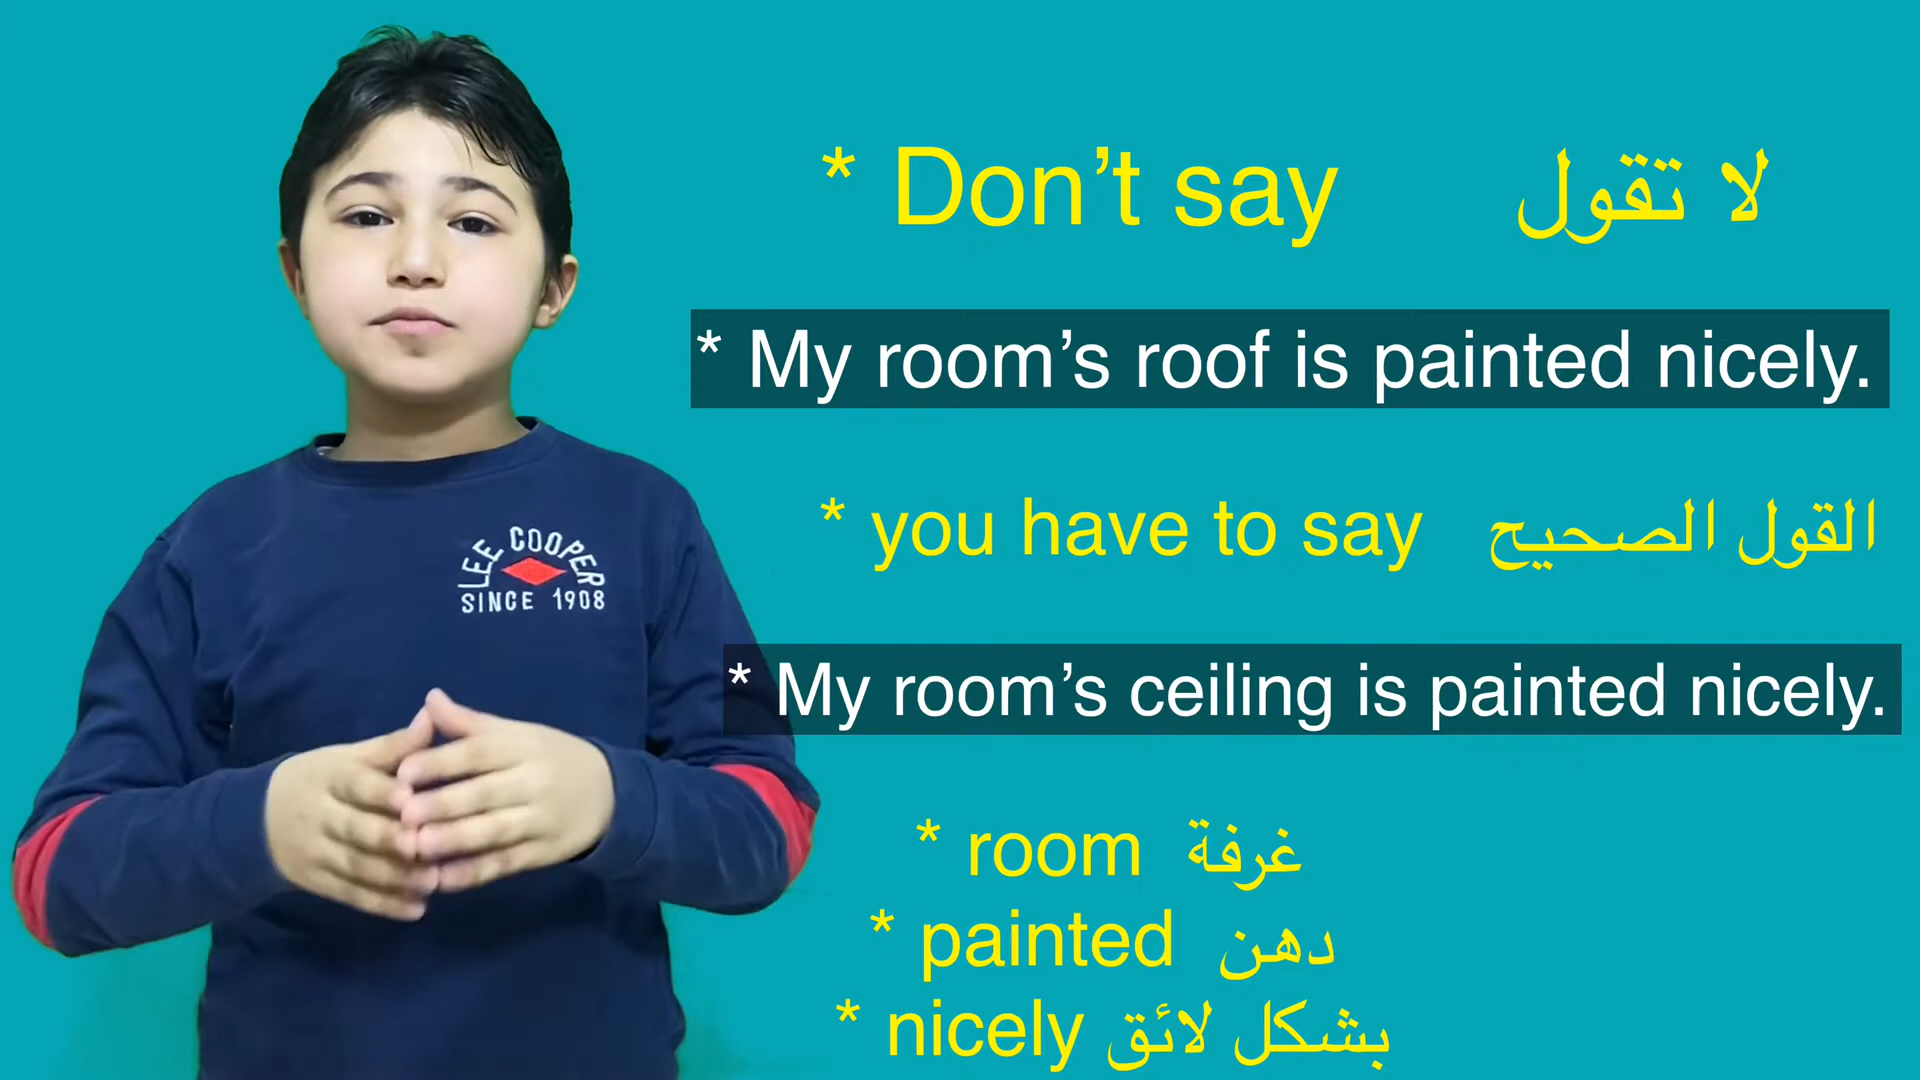 * Don’t say لا تقول
* My room’s roof is painted nicely.
* you have to say القول الصحيح
LEE COOPER
SINCE 1908
* My room’s ceiling is painted nicely.
* room غرفة
* painted دهن
* nicely بشكل لائق